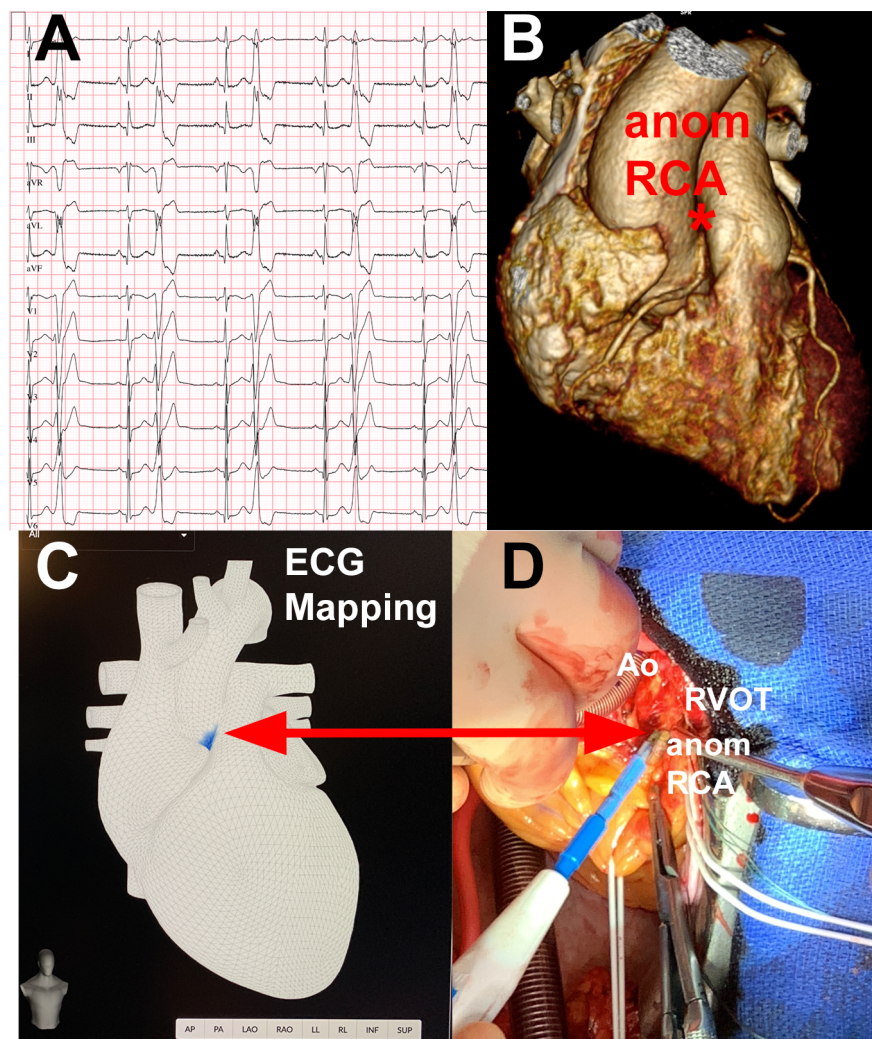 A
I
II
III
aVR
aVL
aVF
V1
V2
V3
V4
V5
V6
B
SPR
anom
RCA
*
All
C
ECG
Mapping
AP PA LAO RAO LL RL INF SUP
D
Ao
RVOT
anom
RCA